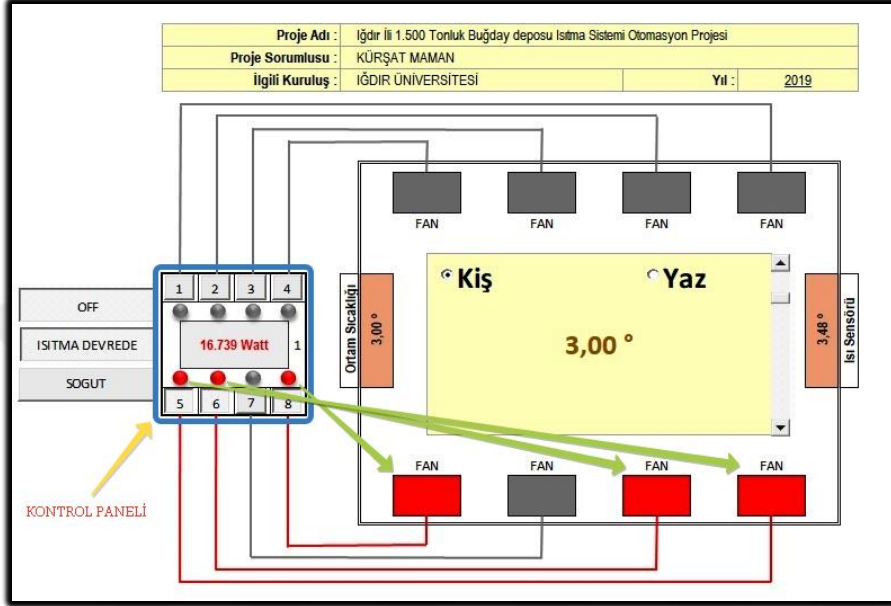 Proje Adı : Iğdır İli 1.500 Tonluk Buğday deposu Isıtma Sistemi Otomasyon Projesi
Proje Sorumlusu : KÜRŞAT MAMAN
İlgili Kuruluş : IĞDIR ÜNİVERSİTESİ Yıl : 2019
FAN FAN FAN FAN
1 2 3 4
OFF
ISITMA DEVREDE
SOGUT
16.739 Watt 1
5 6 7 8
KONTROL PANELİ
Ortam Sıcaklığı
3,00 °
Kiş Yaz
3,00 °
3,48 °
Isı Sensörü
FAN FAN FAN FAN